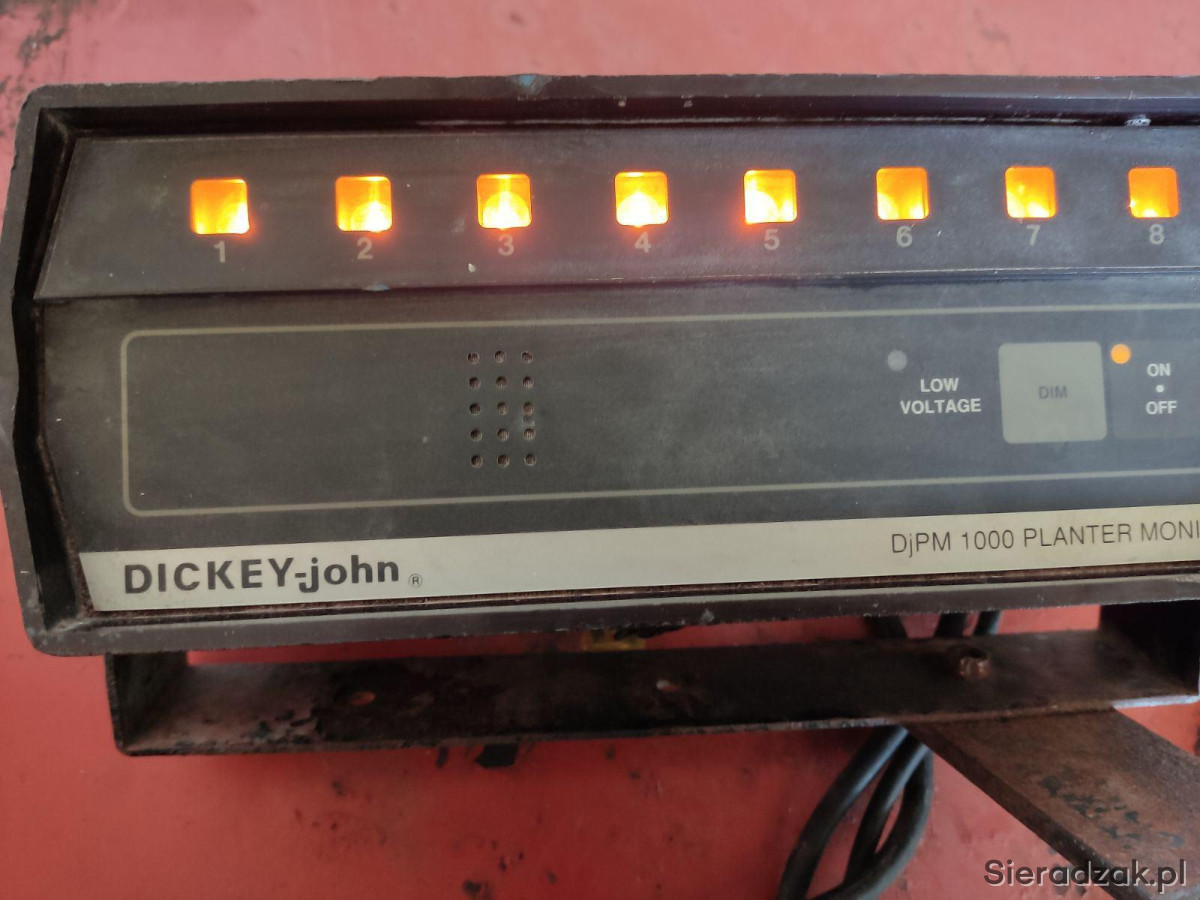 1 2 3 4 5 6 7 8
LOW
VOLTAGE
DIM
ON
OFF
DjPM 1000 PLANTER MONI
DICKEY-john ®
Sieradzak.pl